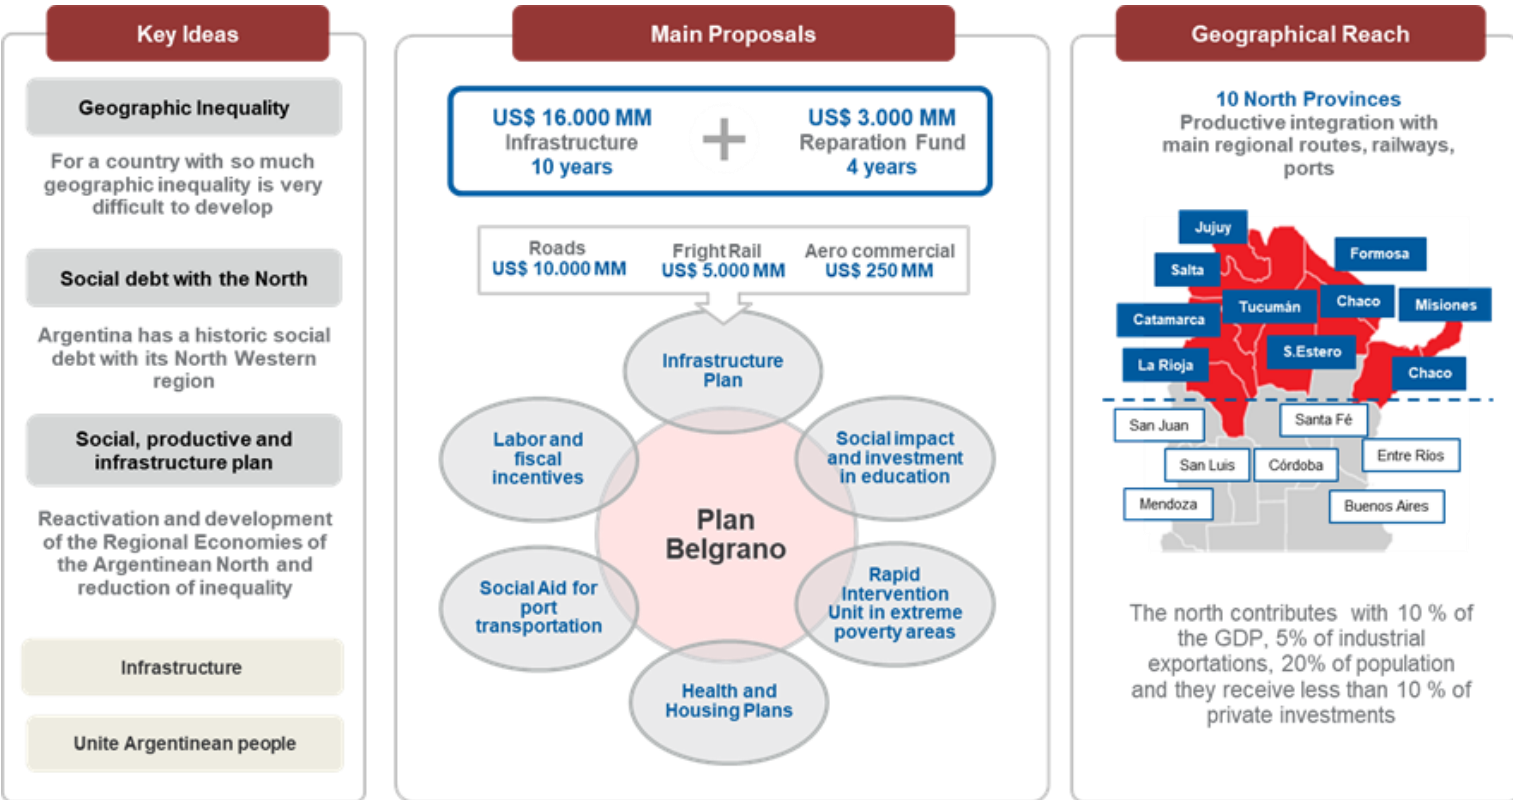 Key Ideas
Geographic Inequality
For a country with so much
geographic inequality is very
difficult to develop
Social debt with the North
Argentina has a historic social
debt with its North Western
region
Social, productive and
infrastructure plan
Reactivation and development
of the Regional Economies of
the Argentinean North and
reduction of inequality
Infrastructure
Unite Argentinean people
Main Proposals
US$ 16.000 MM
Infrastructure
10 years
+
US$ 3.000 MM
Reparation Fund
4 years
Roads
US$ 10.000 MM
Fright Rail
US$ 5.000 MM
Aero commercial
US$ 250 MM
Infrastructure
Plan
Labor and
fiscal
incentives
Social impact
and investment
in education
Plan
Belgrano
Social Aid for
port
transportation
Rapid
Intervention
Unit in extreme
poverty areas
Health and
Housing Plans
Geographical Reach
10 North Provinces
Productive integration with
main regional routes, railways,
ports
Jujuy
Formosa
Salta
Chaco
Misiones
Tucumán
Catamarca
S.Estero
La Rioja
Chaco
San Juan
Santa Fé
San Luis
Córdoba
Entre Ríos
Mendoza
Buenos Aires
The north contributes with 10 % of
the GDP, 5% of industrial
exportations, 20% of population
and they receive less than 10 % of
private investments